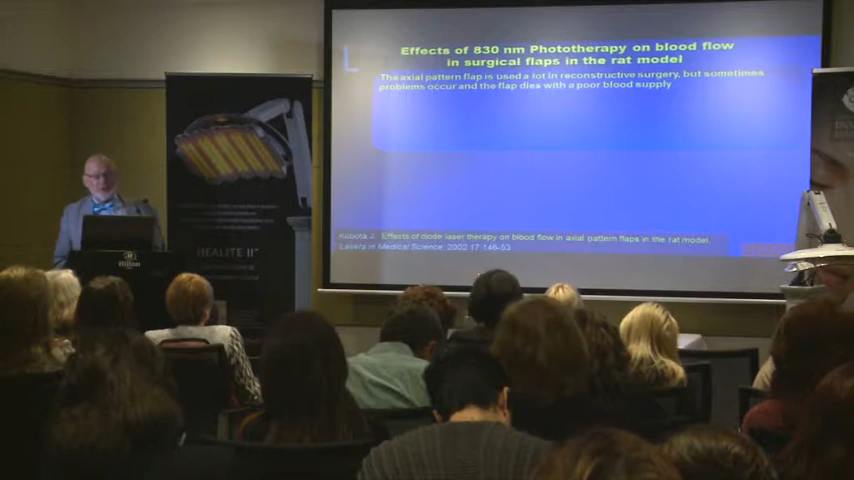 Effects of 830 nm Phototherapy on blood flow
in surgical flaps in the rat model
The axial pattern flap is used a lot in reconstructive surgery, but sometimes
problems occur and the flap dies with a poor blood supply
Kubota J. Effects of diode laser therapy on blood flow in axial pattern flaps in the rat model.
Lasers in Medical Science. 2002 17:146-53
HEALITE II
Hilton